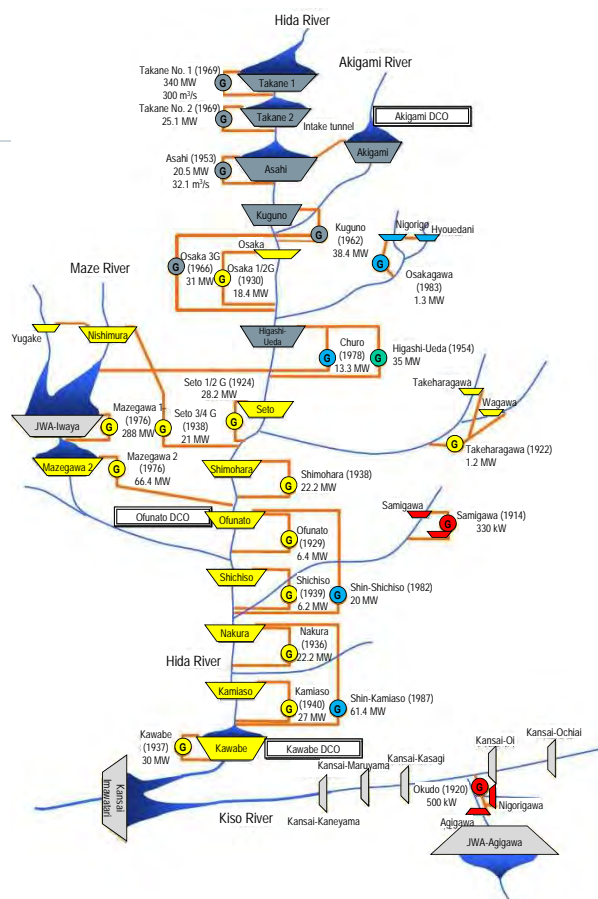 Hida River
Akigami River
Takane No. 1 (1969)
340 MW
300 m³/s
G
Takane 1
Takane No. 2 (1969)
25.1 MW
G
Takane 2
Akigami DCO
Intake tunnel
Akigami
Asahi (1953)
20.5 MW
32.1 m³/s
G
Asahi
Kuguno
G
Kuguno
(1962)
38.4 MW
Nigorigo
Hyouedani
G
Osakagawa
(1983)
1.3 MW
Osaka
Osaka 3G
(1966)
31 MW
G
Osaka 1/2G
(1930)
18.4 MW
G
Maze River
Yugake
Nishimura
Higashi-
Ueda
G
Churo
(1978)
13.3 MW
G
Higashi-Ueda (1954)
35 MW
Seto 1/2 G (1924)
28.2 MW
G
Seto
Takeharagawa
Wagawa
G
Takeharagawa (1922)
1.2 MW
JWA-Iwaya
Mazegawa 1-
(1976)
288 MW
G
Seto 3/4 G
(1938)
21 MW
G
Mazegawa 2
Mazegawa 2
(1976)
66.4 MW
G
Shimohara
G
Shimohara (1938)
22.2 MW
Samigawa
G
Samigawa (1914)
330 kW
Ofunato DCO
Ofunato
G
Ofunato
(1929)
6.4 MW
Shichiso
G
Shichiso
(1939)
6.2 MW
G
Shin-Shichiso (1982)
20 MW
Nakura
G
Nakura
(1936)
22.2 MW
Hida River
Kamiaso
G
Kamiaso
(1940)
27 MW
G
Shin-Kamiaso (1987)
61.4 MW
Kawabe
(1937)
30 MW
G
Kawabe
Kawabe DCO
Kansai
Imawatari
Kiso River
Kansai-Kaneyama
Kansai-Maruyama
Kansai-Kasagi
Kansai-Oi
Kansai-Ochiai
Okudo (1920)
500 kW
G
Nigorigawa
Agigawa
JWA-Agigawa